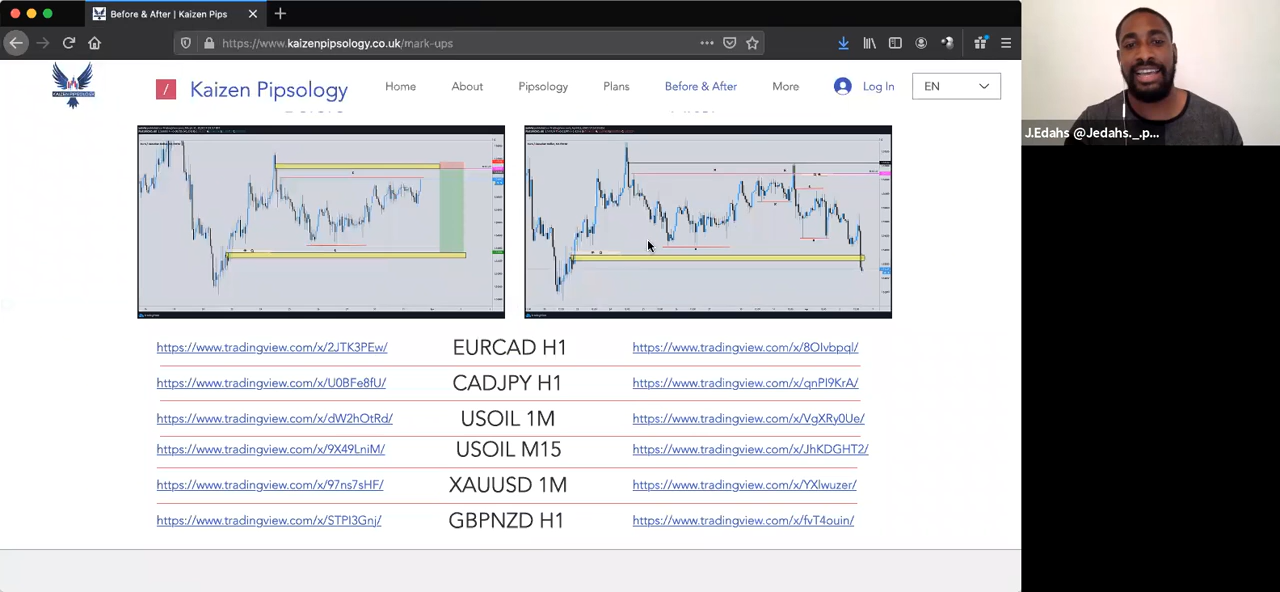 Before & After | Kaizen Pips
https://www.kaizenpipsology.co.uk/mark-ups
KAIZEN PIPSOLOGY
/ Kaizen Pipsology
Home
About
Pipsology
Plans
Before & After
More
Log In
EN
J.Edahs @Jedahs._.p...
https://www.tradingview.com/x/2JTK3PEw/ EURCAD H1 https://www.tradingview.com/x/8OIvbpql/
https://www.tradingview.com/x/U0BFe8fU/ CADJPY H1 https://www.tradingview.com/x/qnPI9KrA/
https://www.tradingview.com/x/dW2hOtRd/ USOIL 1M https://www.tradingview.com/x/VgXRy0Ue/
https://www.tradingview.com/x/9X49LniM/ USOIL M15 https://www.tradingview.com/x/JhKDGHT2/
https://www.tradingview.com/x/97ns7sHF/ XAUUSD 1M https://www.tradingview.com/x/YXlwuzer/
https://www.tradingview.com/x/STPI3Gnj/ GBPNZD H1 https://www.tradingview.com/x/fvT4ouin/